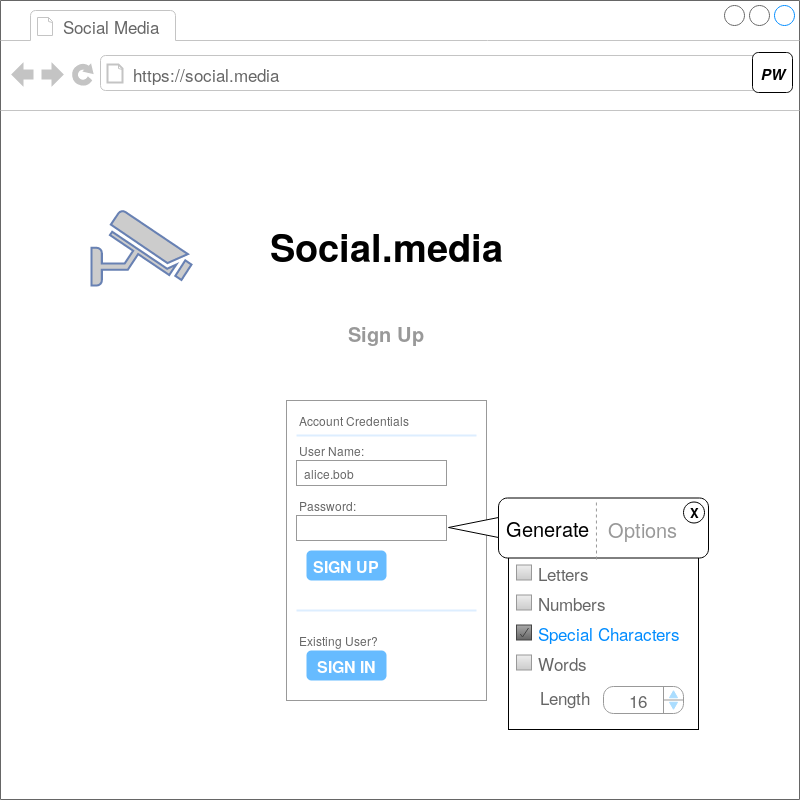 Social Media
https://social.media
PW
Social.media
Sign Up
Account Credentials
User Name:
alice.bob
Password:
SIGN UP
Existing User?
SIGN IN
Generate
Options
X
Letters
Numbers
Special Characters
Words
Length 16